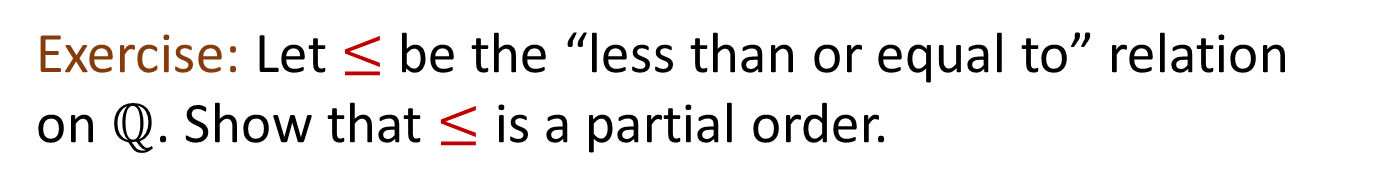 Exercise: Let ≤ be the “less than or equal to” relation
on ℚ. Show that ≤ is a partial order.